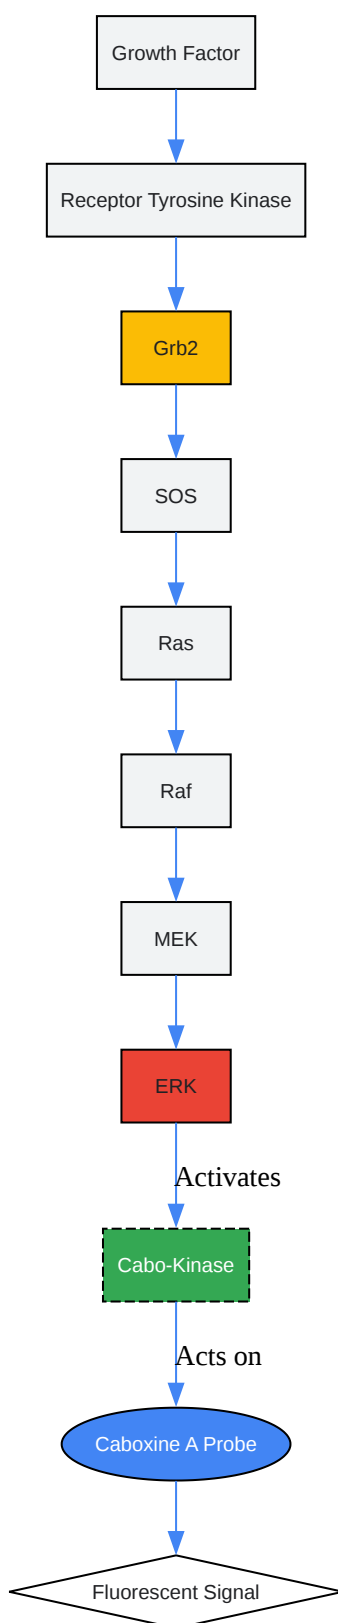 Growth Factor
Receptor Tyrosine Kinase
Grb2
SOS
Ras
Raf
MEK
ERK
Activates
Cabo-Kinase
Acts on
Caboxine A Probe
Fluorescent Signal